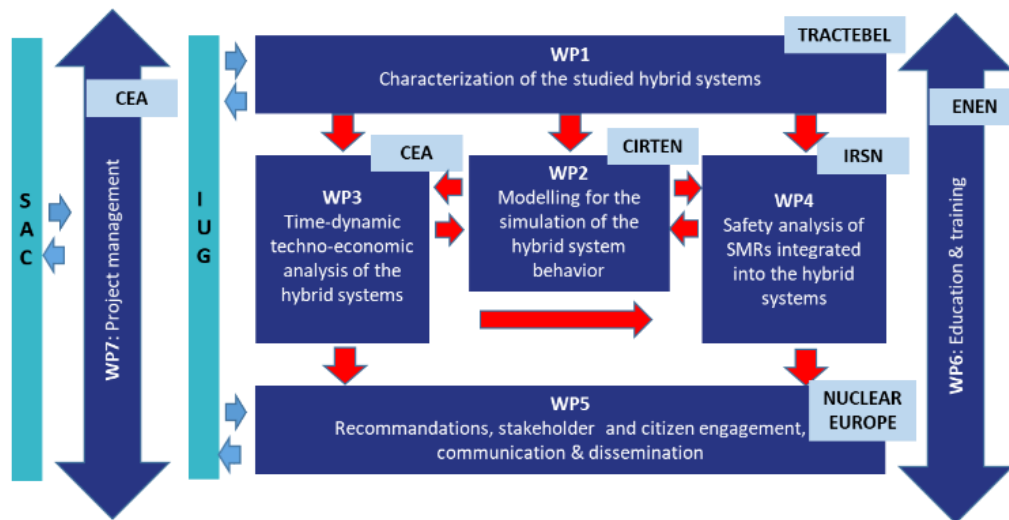 SAC
CEA
WP7: Project management
IUG
TRACTEBEL
WP1
Characterization of the studied hybrid systems
CEA
WP3
Time-dynamic
techno-economic
analysis of the
hybrid systems
CIRTEN
WP2
Modelling for the
simulation of the
hybrid system
behavior
IRSN
WP4
Safety analysis of
SMRs integrated
into the hybrid
systems
NUCLEAR
EUROPE
WP5
Recommandations, stakeholder and citizen engagement,
communication & dissemination
ENEN
WP6: Education & training